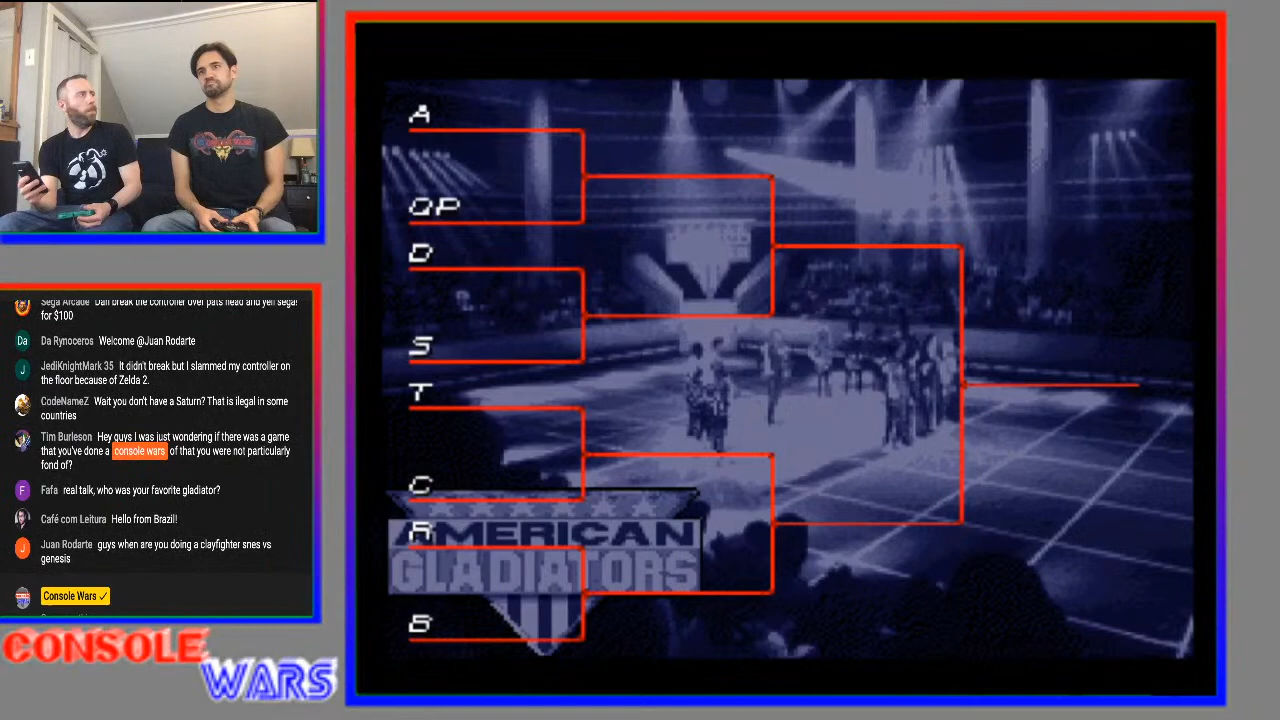 Sega Arcade Dan break the controller over pats head and yell sega!
for $100
Da Rynoceros Welcome @Juan Rodarte
JediKnightMark 35 It didn't break but I slammed my controller on
the floor because of Zelda 2.
CodeNameZ Wait you don't have a Saturn? That is ilegal in some
countries
Tim Burleson Hey guys I was just wondering if there was a game
that you've done a console wars of that you were not particularly
fond of?
Fafa real talk, who was your favorite gladiator?
Café com Leitura Hello from Brazil!
Juan Rodarte guys when are you doing a clayfighter snes vs
genesis
Console Wars ✓
CONSOLE
WARS
A
GP
D
S
T
C
R
B
AMERICAN
GLADIATORS
Da
J
F
J